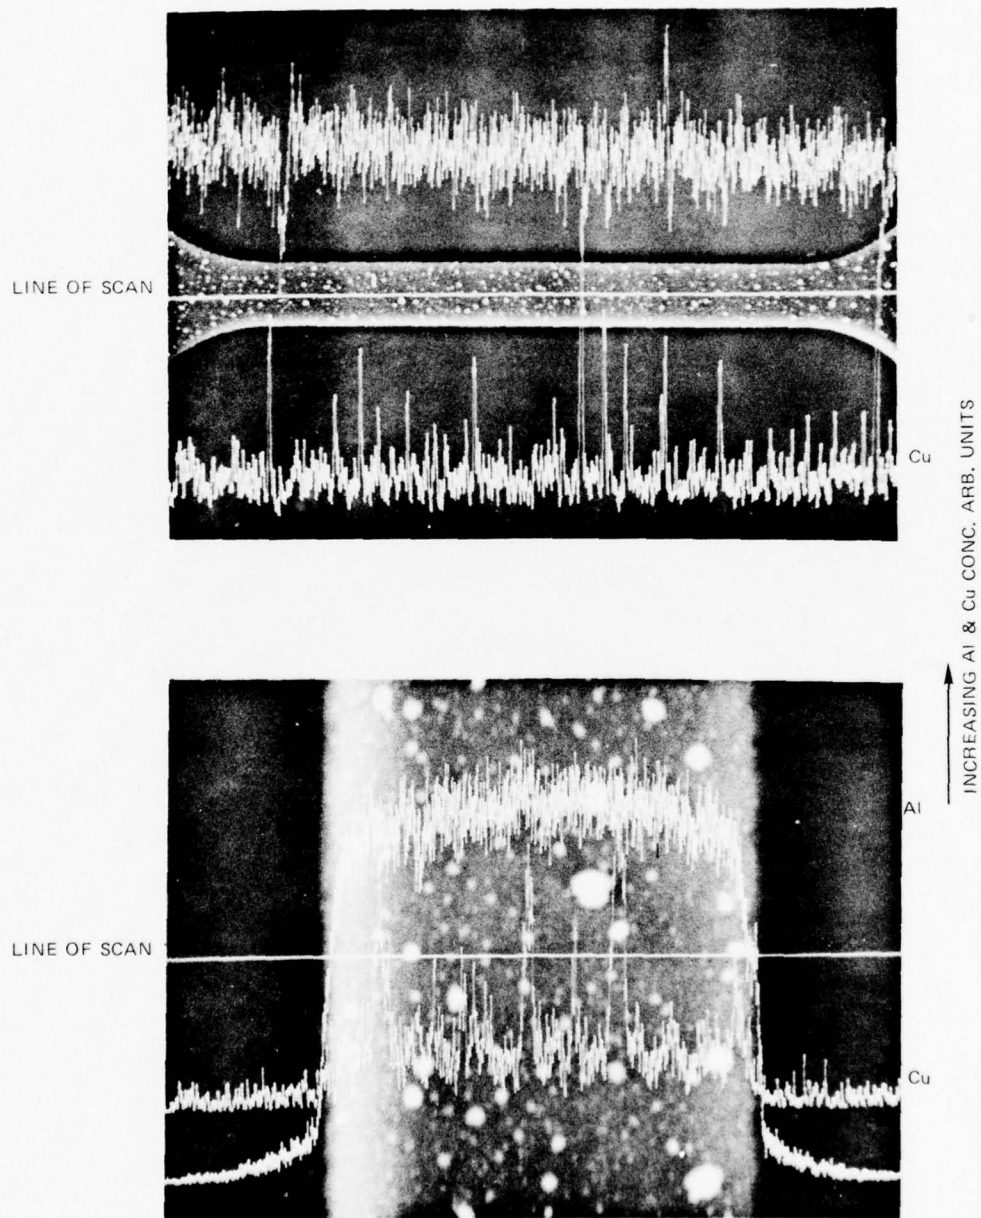 LINE OF SCAN
Cu
INCREASING Al & Cu CONC. ARB. UNITS
Al
LINE OF SCAN
Cu